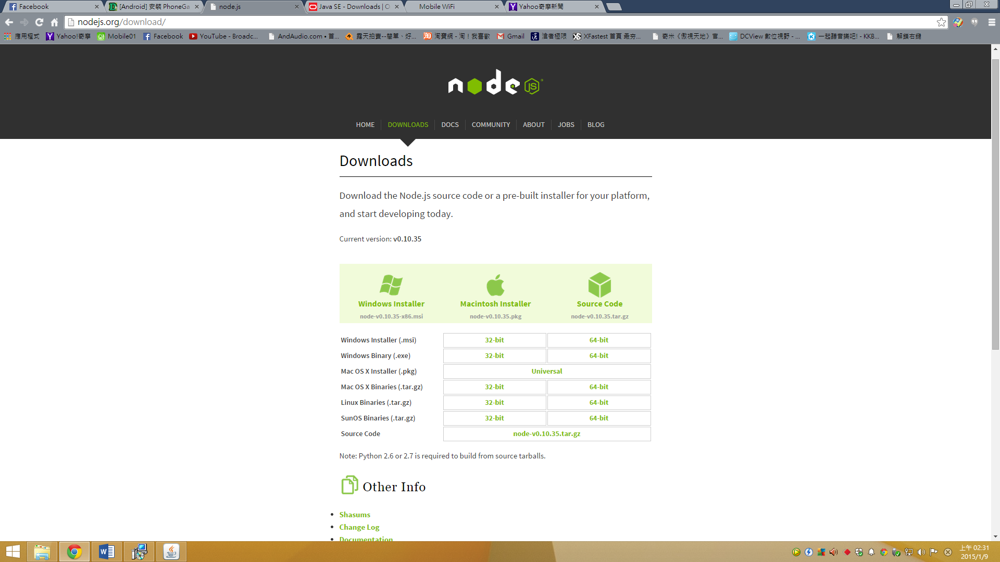 Facebook
[Android] 安裝 PhoneGa
node.js
Java SE - Downloads | O
Mobile WiFi
Yahoo奇摩新聞
nodejs.org/download/
應用程式
Yahoo!奇摩
Mobile01
Facebook
YouTube - Broadc...
AndAudio.com • 首...
露天拍賣--簡單、好...
淘寶網 - 淘！我喜歡
Gmail
滄者極限
XFastest 首頁 最夯...
奇米《傲視天地》官...
DCView 數位視野 - ...
一起聽音樂吧! - KKB...
解鎖右鍵
node JS
HOME
DOWNLOADS
DOCS
COMMUNITY
ABOUT
JOBS
BLOG
Downloads
Download the Node.js source code or a pre-built installer for your platform,
and start developing today.
Current version: v0.10.35
Windows Installer
Macintosh Installer
Source Code
node-v0.10.35-x86.msi
node-v0.10.35.pkg
node-v0.10.35.tar.gz
Windows Installer (.msi) 32-bit 64-bit
Windows Binary (.exe) 32-bit 64-bit
Mac OS X Installer (.pkg) Universal
Mac OS X Binaries (.tar.gz) 32-bit 64-bit
Linux Binaries (.tar.gz) 32-bit 64-bit
SunOS Binaries (.tar.gz) 32-bit 64-bit
Source Code node-v0.10.35.tar.gz
Note: Python 2.6 or 2.7 is required to build from source tarballs.
Other Info
Shasums
Change Log
Documentation
上午 02:31
2015/1/9